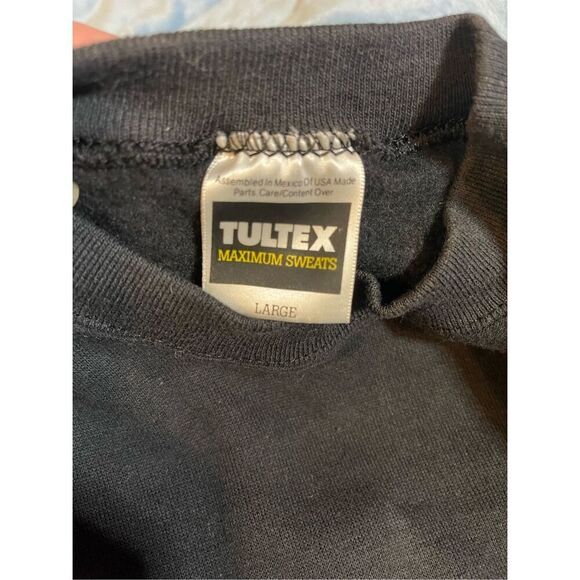 Assembled In Mexico Of USA Made
Parts. Care/Content Over
TULTEX
MAXIMUM SWEATS
LARGE